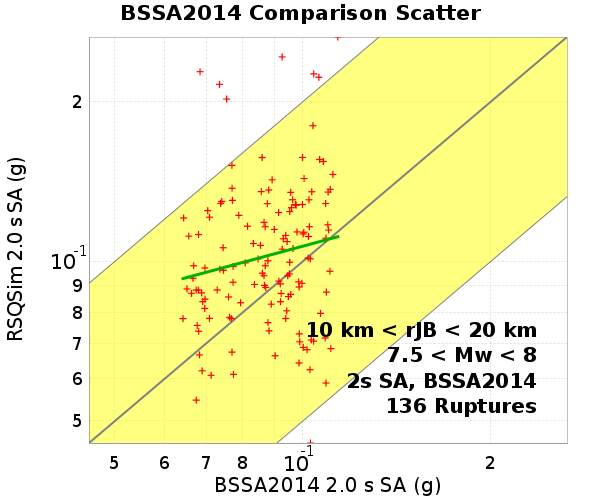 BSSA2014 Comparison Scatter
RSQSim 2.0 s SA (g)
2
10-1
9
8
7
6
5
10 km < rJB < 20 km
7.5 < Mw < 8
2s SA, BSSA2014
136 Ruptures
5 6 7 8 10-1 2
BSSA2014 2.0 s SA (g)